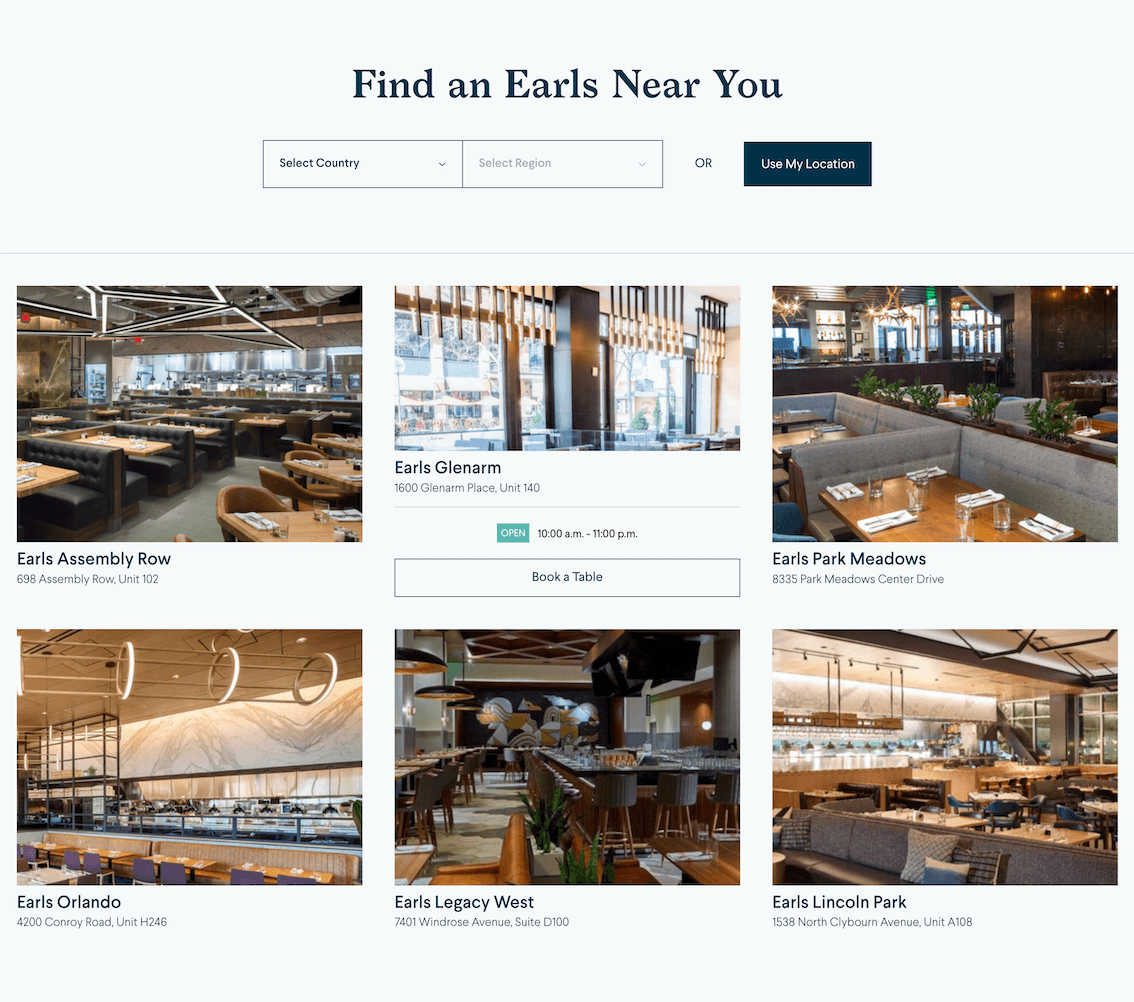 Find an Earls Near You
Select Country
Select Region
OR
Use My Location
Earls Assembly Row
698 Assembly Row, Unit 102
Earls Glenarm
1600 Glenarm Place, Unit 140
OPEN 10:00 a.m. - 11:00 p.m.
Book a Table
Earls Park Meadows
8335 Park Meadows Center Drive
Earls Orlando
4200 Conroy Road, Unit H246
Earls Legacy West
7401 Windrose Avenue, Suite D100
Earls Lincoln Park
1538 North Clybourn Avenue, Unit A108